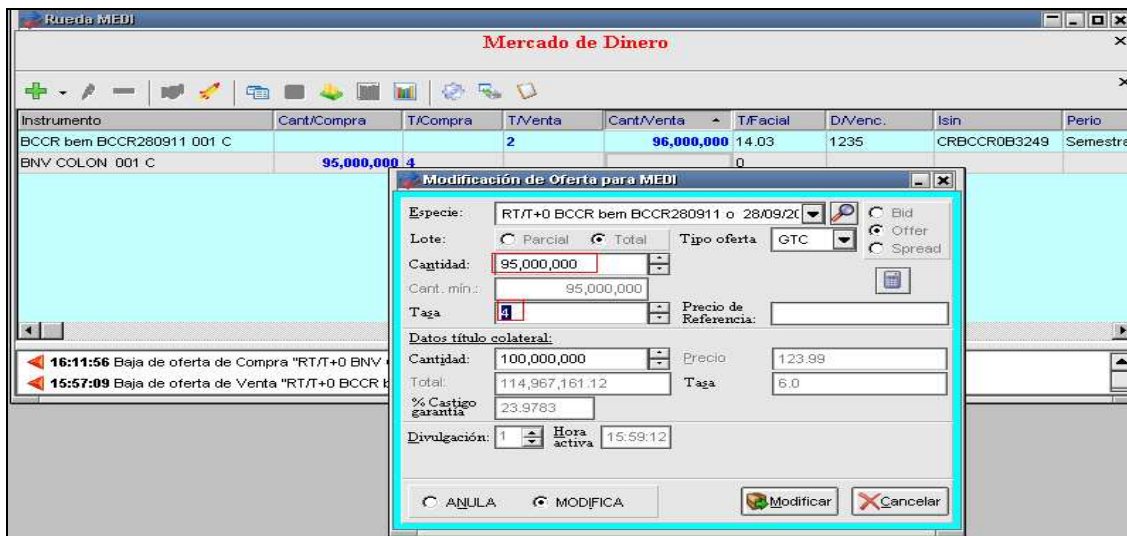 Rueda MEDI
Mercado de Dinero
Instrumento Cant/Compra T/Compra T/Venta Cant/Venta T/Facial D/Venc. Isin Perio
BCCR bem BCCR280911 001 C 2 96,000,000 14.03 1235 CRBCCR0B3249 Semestre
BNV COLON 001 C 95,000,000 4 0
Modificación de Oferta para MEDI
Especie: RT/T+0 BCCR bem BCCR280911 o 28/09/20 Bid
Offer
Spread
Lote: Parcial Total Tipo oferta GTC
Cantidad: 95,000,000
Cant. mín.: 95,000,000
Tasa 4 Precio de Referencia:
Datos título colateral:
Cantidad: 100,000,000 Precio 123.99
Total: 114,967,161.12 Tasa 6.0
% Castigo garantía 23.9783
Divulgación: 1 Hora activa 15:59:12
ANULA MODIFICA Modificar Cancelar
16:11:56 Baja de oferta de Compra "RT/T+0 BNV
15:57:09 Baja de oferta de Venta "RT/T+0 BCCR b